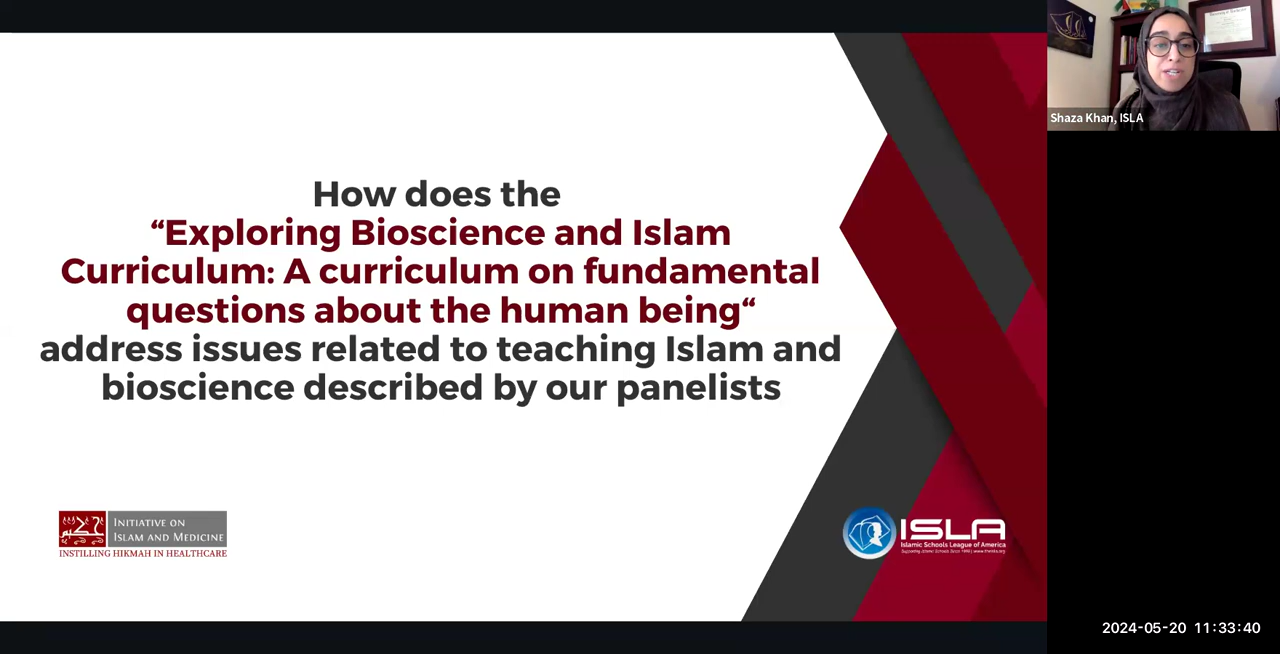 How does the
“Exploring Bioscience and Islam
Curriculum: A curriculum on fundamental
questions about the human being“
address issues related to teaching Islam and
bioscience described by our panelists
INITIATIVE ON
ISLAM AND MEDICINE
INSTILLING HIKMAH IN HEALTHCARE
ISLA
Islamic Schools League of America
Shaza Khan, ISLA
2024-05-20 11:33:40